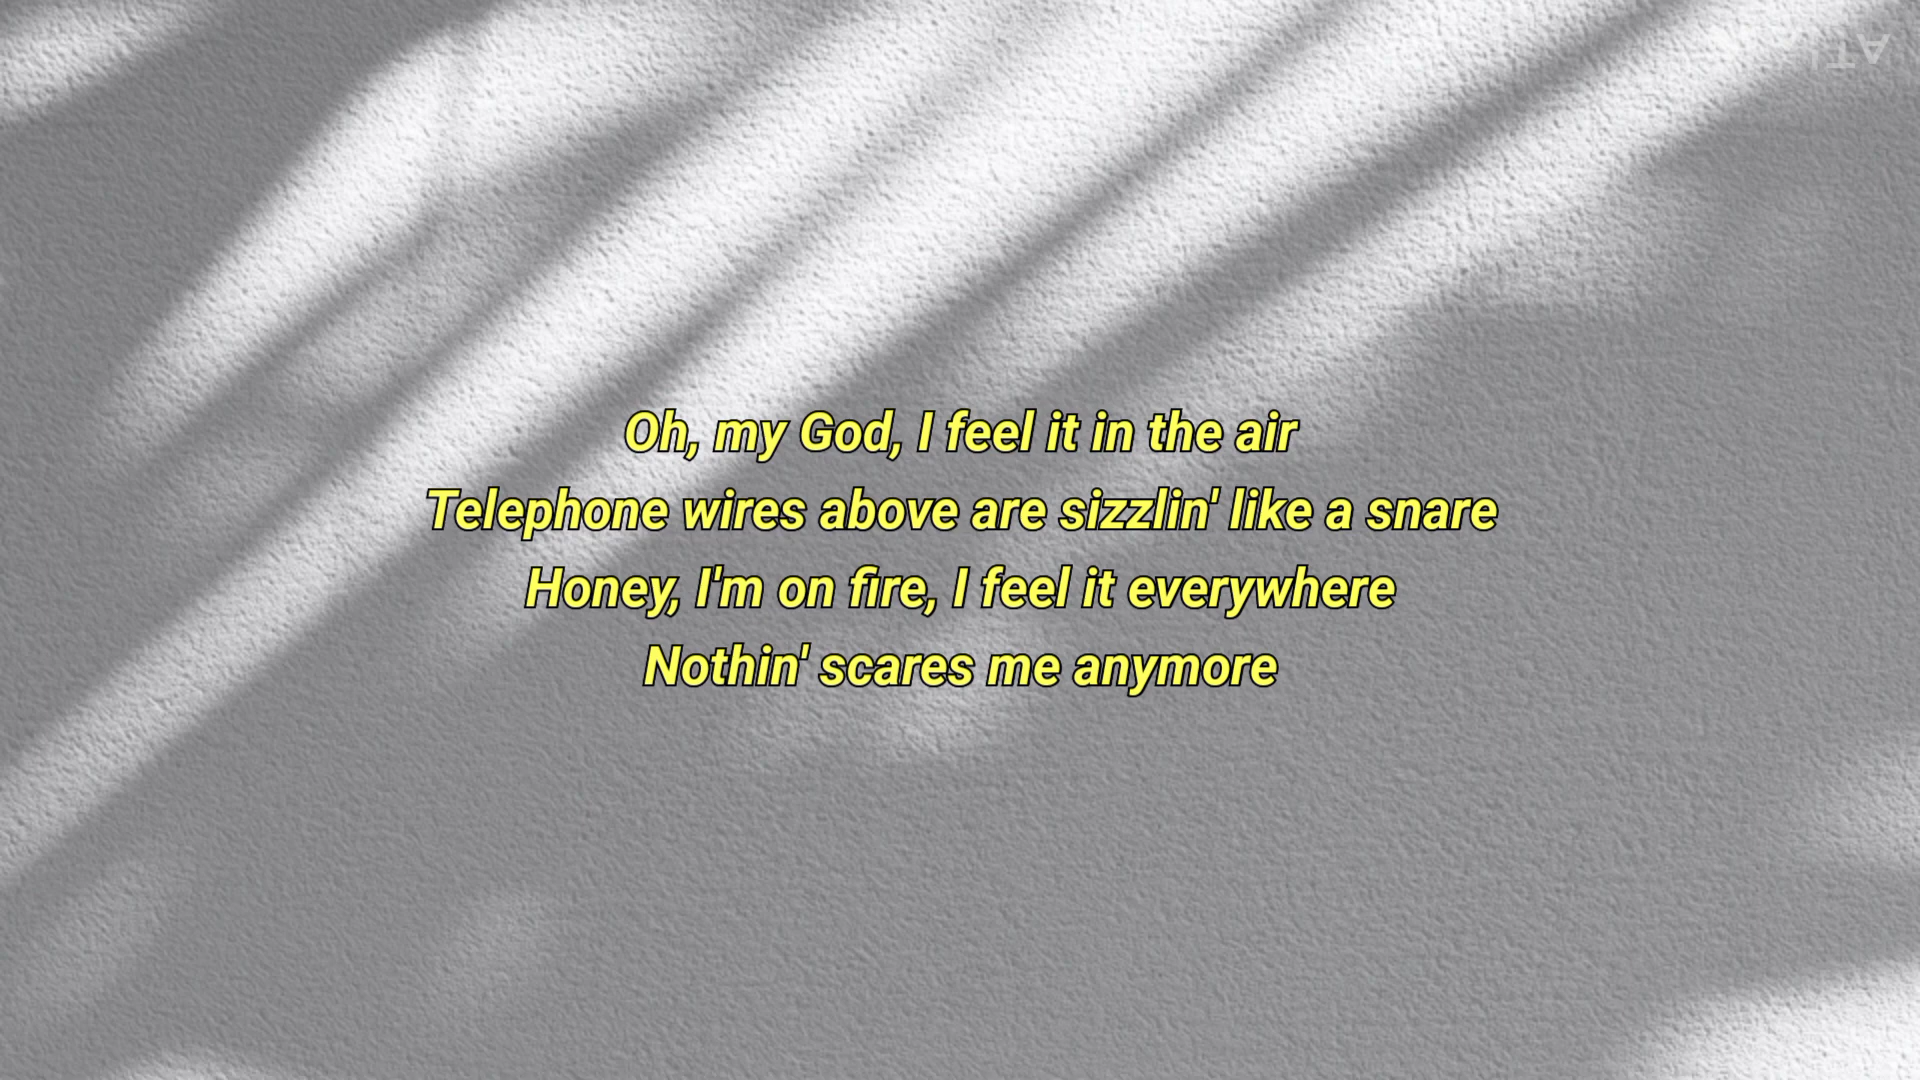 Oh, my God, I feel it in the air
Telephone wires above are sizzlin' like a snare
Honey, I'm on fire, I feel it everywhere
Nothin' scares me anymore